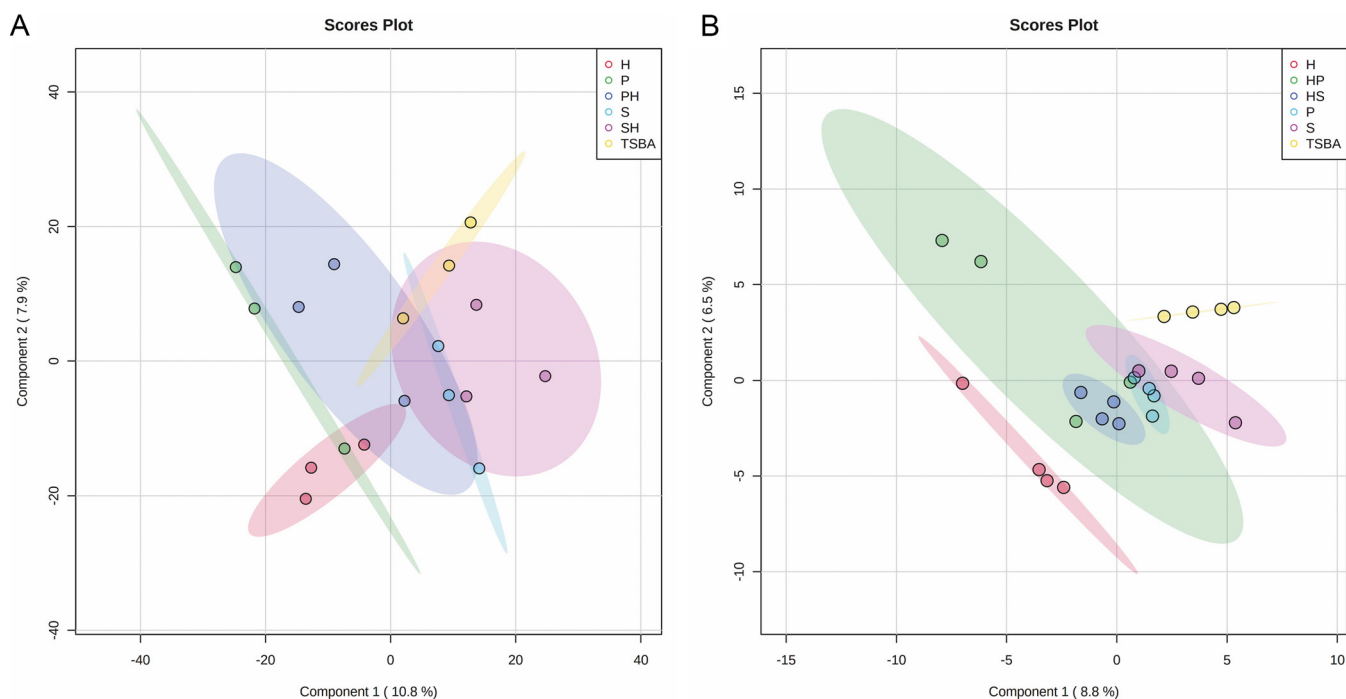 A
Scores Plot
H
P
PH
S
SH
TSBA
40
20
0
-20
-40
Component 2 ( 7.9 %)
-40
-20
0
20
40
Component 1 ( 10.8 %)
B
Scores Plot
H
HP
HS
P
S
TSBA
15
10
5
0
-5
-10
Component 2 ( 6.5 %)
-15
-10
-5
0
5
10
Component 1 ( 8.8 %)